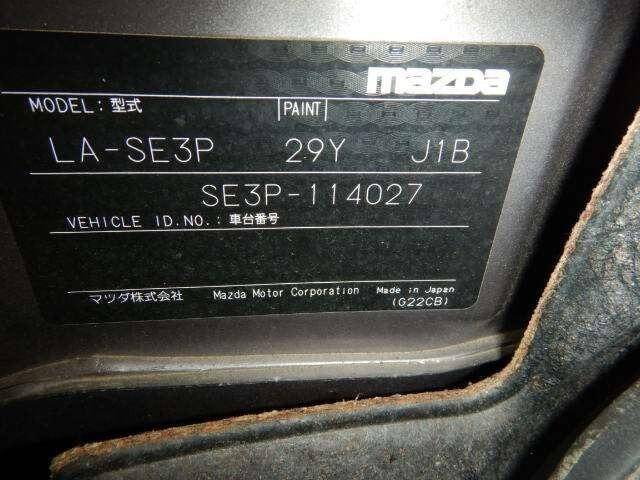 mazda
MODEL: 型式 PAINT
LA-SE3P 29Y J1B
SE3P-114027
VEHICLE ID.NO.: 車台番号
マツダ株式会社 Mazda Motor Corporation Made in Japan
(G22CB)